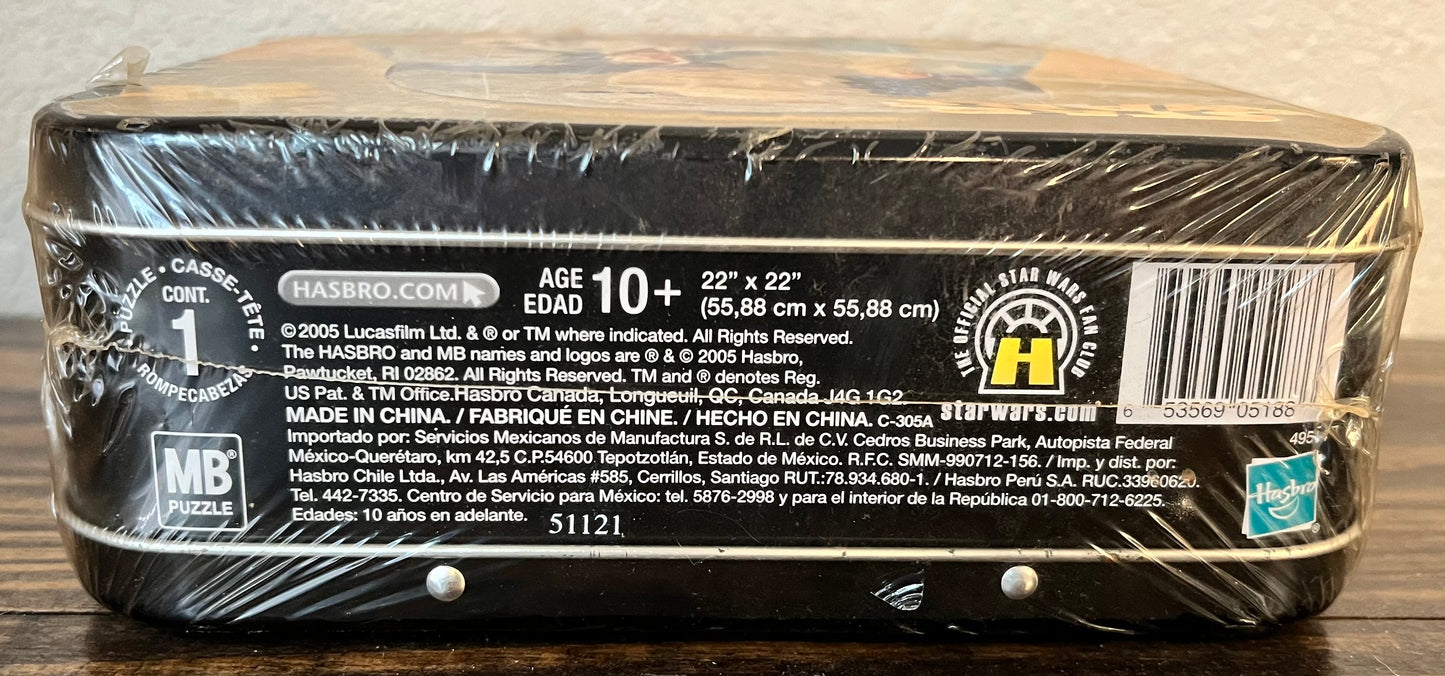 PUZZLE • CASSE-TÊTE • ROMPECABEZAS
CONT.
1
HASBRO.COM
AGE
EDAD
10+
22” x 22”
(55,88 cm x 55,88 cm)
© 2005 Lucasfilm Ltd. & ® or TM where indicated. All Rights Reserved.
The HASBRO and MB names and logos are ® & © 2005 Hasbro,
Pawtucket, RI 02862. All Rights Reserved. TM and ® denotes Reg.
US Pat. & TM Office.Hasbro Canada, Longueuil, QC, Canada J4G 1G2
MADE IN CHINA. / FABRIQUÉ EN CHINE. / HECHO EN CHINA. C-305A
Importado por: Servicios Mexicanos de Manufactura S. de R.L. de C.V. Cedros Business Park, Autopista Federal
México-Querétaro, km 42,5 C.P.54600 Tepotzotlán, Estado de México. R.F.C. SMM-990712-156. / Imp. y dist. por:
Hasbro Chile Ltda., Av. Las Américas #585, Cerrillos, Santiago RUT.:78.934.680-1. / Hasbro Perú S.A. RUC.33960620.
Tel. 442-7335. Centro de Servicio para México: tel. 5876-2998 y para el interior de la República 01-800-712-6225.
Edades: 10 años en adelante. 51121
THE OFFICIAL STAR WARS FAN CLUB
H
starwars.com
6 53569 05188
MB®
PUZZLE
Hasbro®